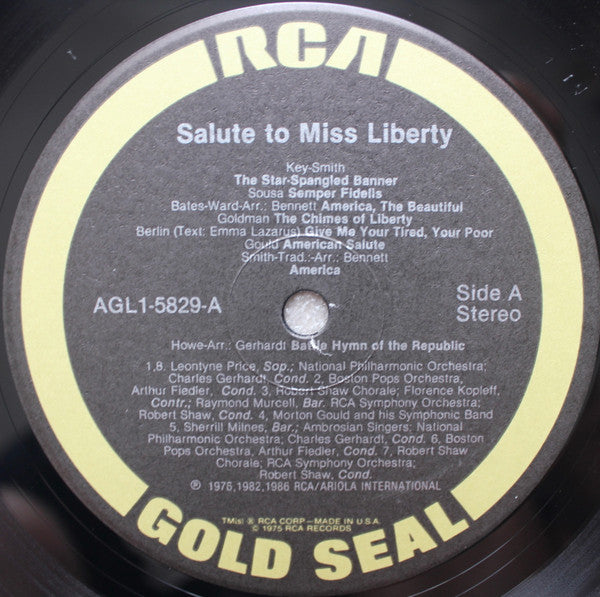 RCA
Salute to Miss Liberty
Key-Smith
The Star-Spangled Banner
Sousa Semper Fidelis
Bates-Ward-Arr.: Bennett America, The Beautiful
Goldman The Chimes of Liberty
Berlin (Text: Emma Lazarus) Give Me Your Tired, Your Poor
Gould American Salute
Smith-Trad.:-Arr.: Bennett
America
AGL1-5829-A
Side A
Stereo
Howe-Arr.: Gerhardt Battle Hymn of the Republic
1,8. Leontyne Price, Sop.; National Philharmonic Orchestra;
Charles Gerhardt, Cond. 2, Boston Pops Orchestra,
Arthur Fiedler, Cond. 3, Robert Shaw Chorale; Florence Kopleff,
Contr.; Raymond Murcell, Bar. RCA Symphony Orchestra;
Robert Shaw, Cond. 4, Morton Gould and his Symphonic Band
5, Sherrill Milnes, Bar.; Ambrosian Singers: National
Philharmonic Orchestra; Charles Gerhardt, Cond. 6, Boston
Pops Orchestra, Arthur Fiedler, Cond. 7, Robert Shaw
Chorale; RCA Symphony Orchestra;
Robert Shaw, Cond.
℗ 1975,1982,1986 RCA/ARIOLA INTERNATIONAL
TM(s) ® RCA CORP—MADE IN U.S.A.
© 1975 RCA RECORDS
GOLD SEAL